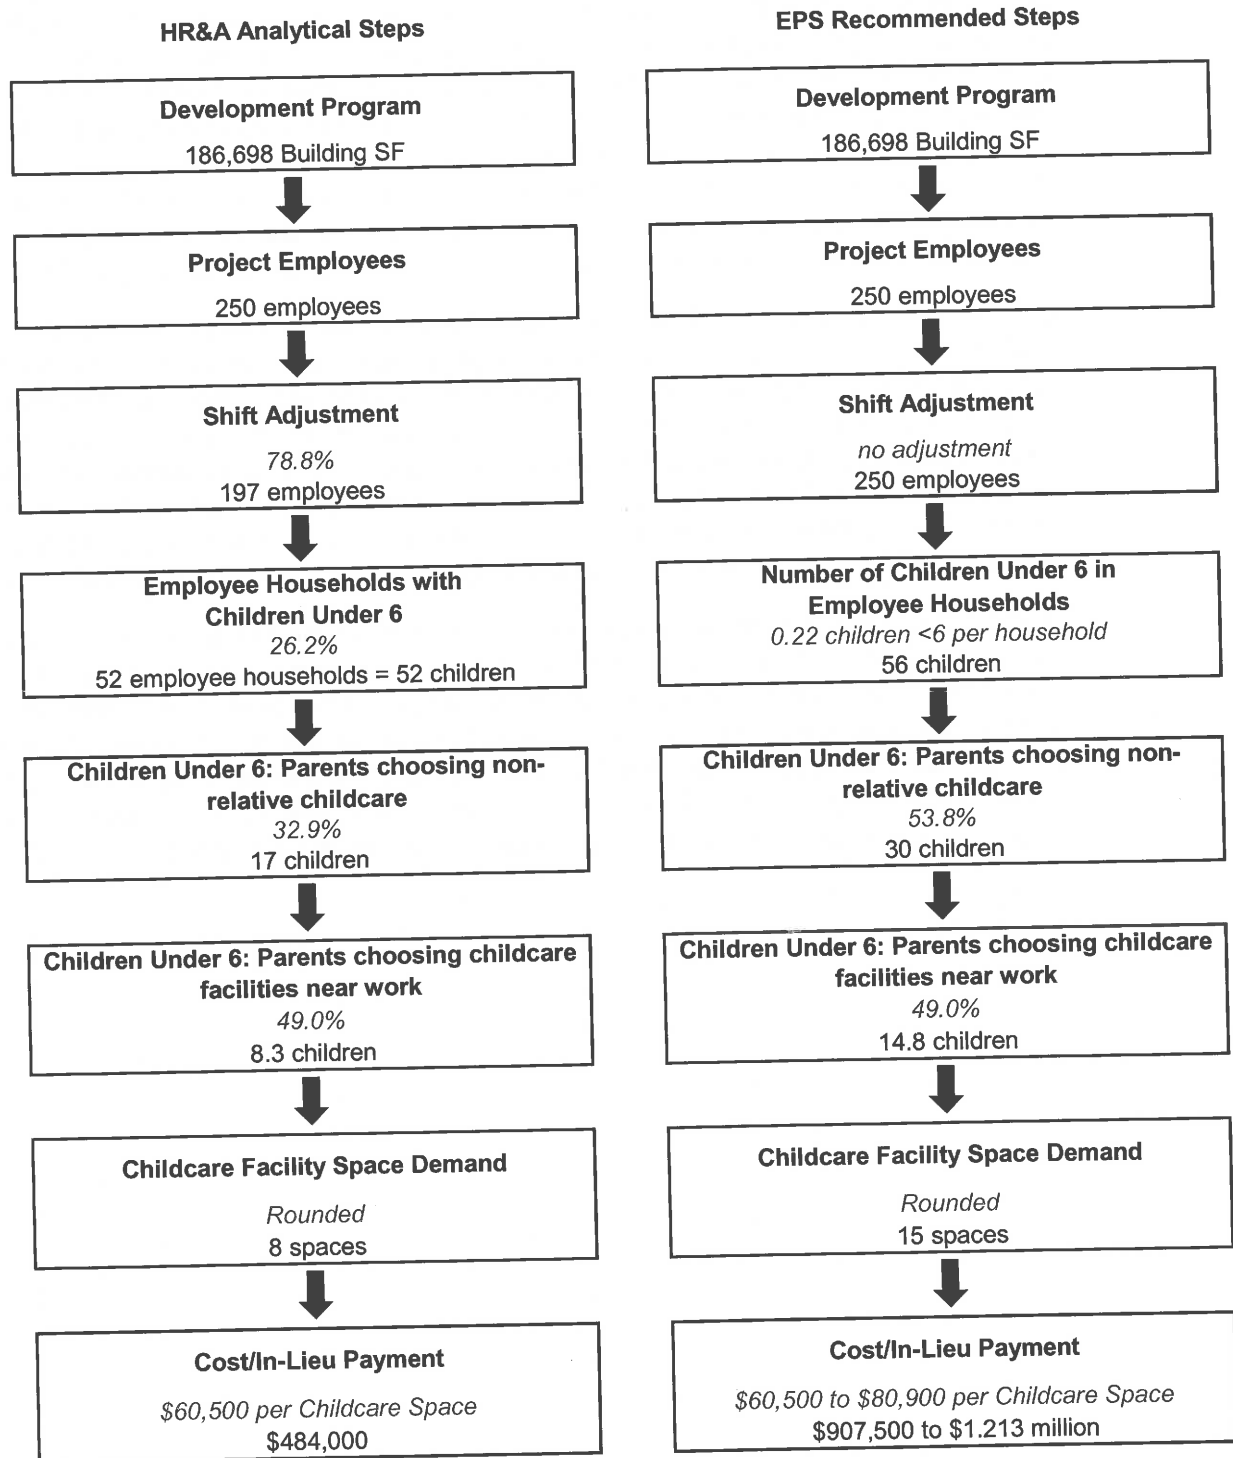 HR&A Analytical Steps
Development Program
186,698 Building SF
Project Employees
250 employees
Shift Adjustment
78.8%
197 employees
Employee Households with
Children Under 6
26.2%
52 employee households = 52 children
Children Under 6: Parents choosing non-
relative childcare
32.9%
17 children
Children Under 6: Parents choosing childcare
facilities near work
49.0%
8.3 children
Childcare Facility Space Demand
Rounded
8 spaces
Cost/In-Lieu Payment
$60,500 per Childcare Space
$484,000
EPS Recommended Steps
Development Program
186,698 Building SF
Project Employees
250 employees
Shift Adjustment
no adjustment
250 employees
Number of Children Under 6 in
Employee Households
0.22 children <6 per household
56 children
Children Under 6: Parents choosing non-
relative childcare
53.8%
30 children
Children Under 6: Parents choosing childcare
facilities near work
49.0%
14.8 children
Childcare Facility Space Demand
Rounded
15 spaces
Cost/In-Lieu Payment
$60,500 to $80,900 per Childcare Space
$907,500 to $1.213 million